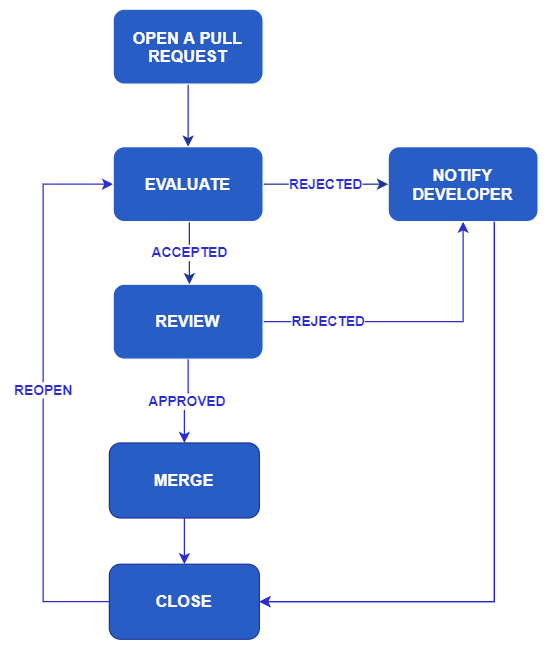 OPEN A PULL
REQUEST
EVALUATE
REJECTED
NOTIFY
DEVELOPER
ACCEPTED
REVIEW
REJECTED
REOPEN
APPROVED
MERGE
CLOSE